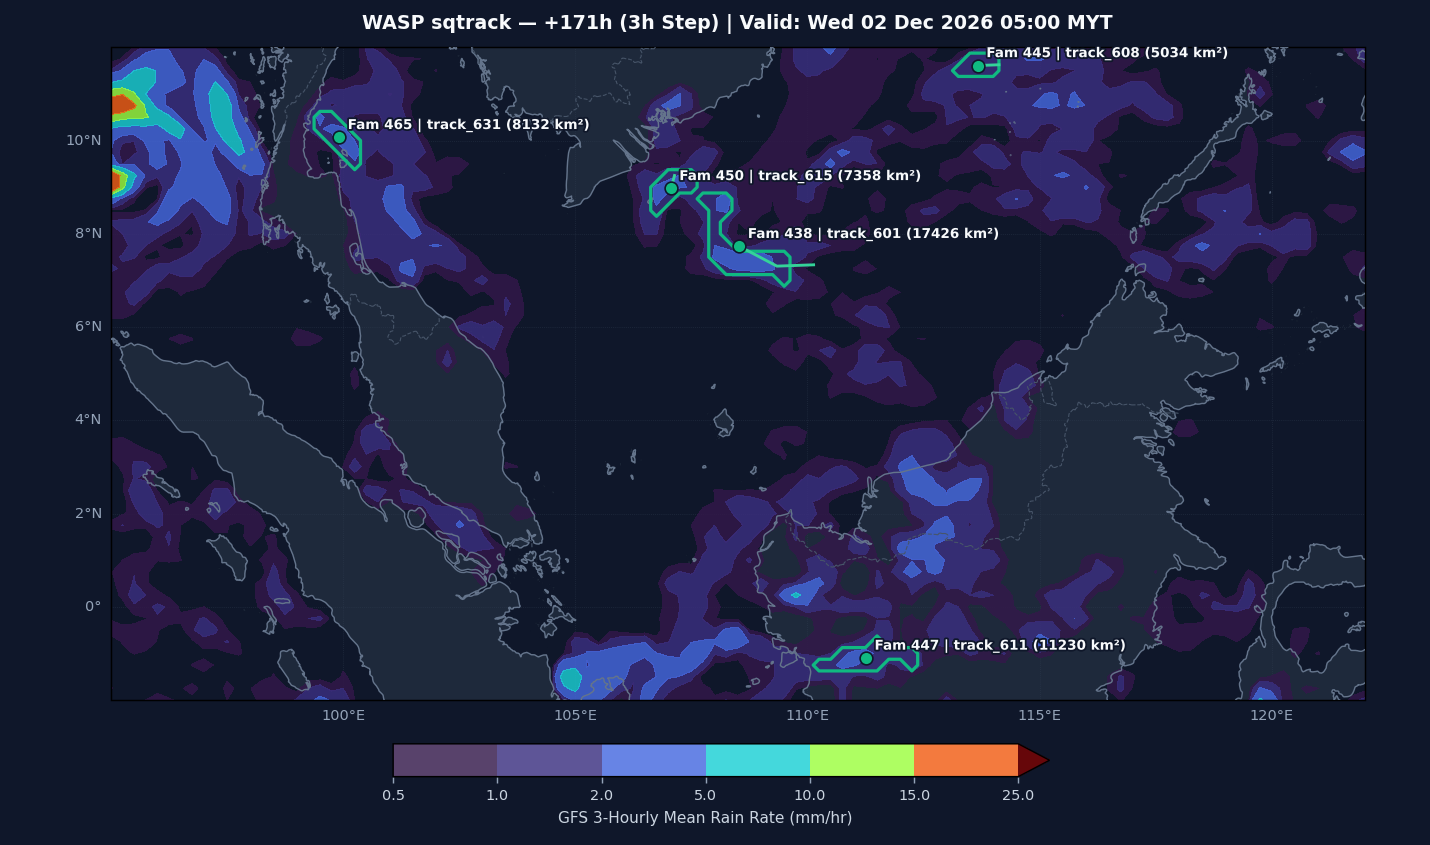 WASP sqtrack — +171h (3h Step) | Valid: Wed 02 Dec 2026 05:00 MYT
Fam 445 | track_608 (5034 km²)
Fam 465 | track_631 (8132 km²)
10°N
Fam 450 | track_615 (7358 km²)
8°N
Fam 438 | track_601 (17426 km²)
6°N
4°N
2°N
0°
Fam 447 | track_611 (11230 km²)
100°E 105°E 110°E 115°E 120°E
0.5 1.0 2.0 5.0 10.0 15.0 25.0
GFS 3-Hourly Mean Rain Rate (mm/hr)